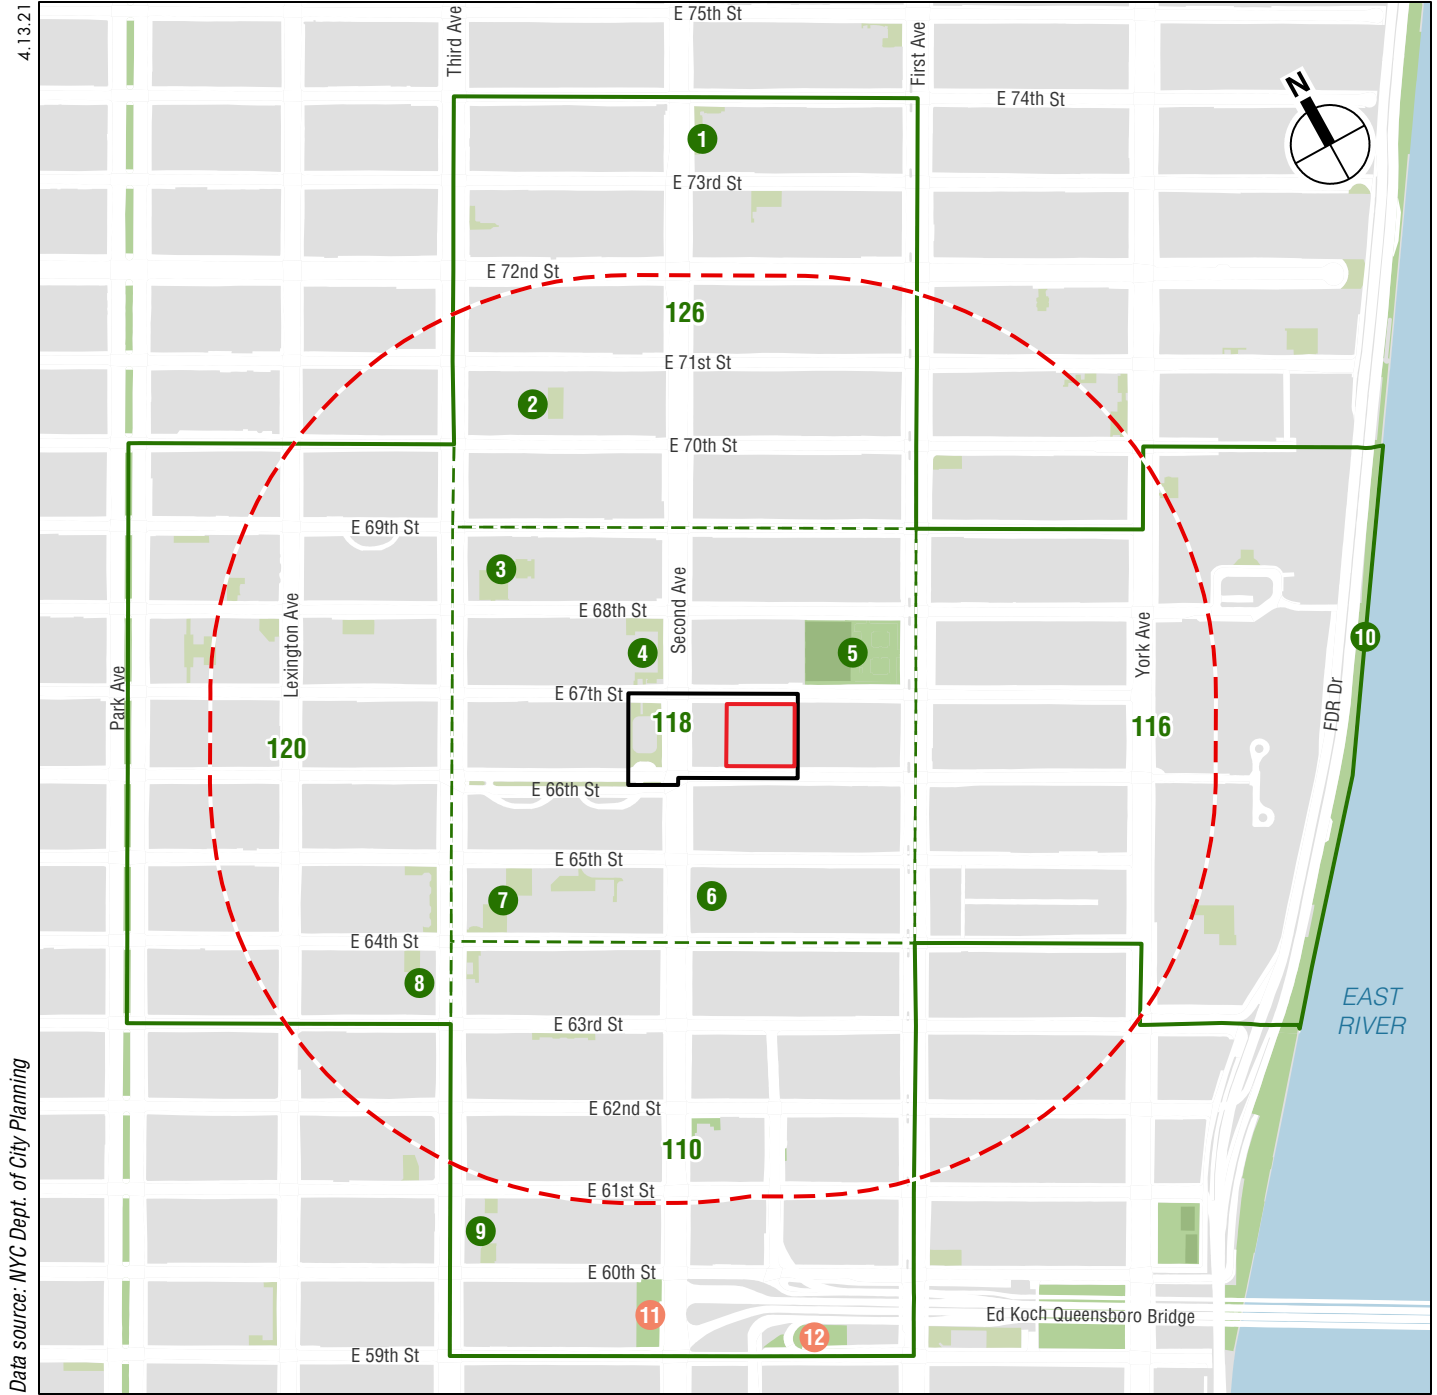 4.13.21
E 75th St
Third Ave
First Ave
E 74th St
N
1
E 73rd St
E 72nd St
126
E 71st St
2
E 70th St
E 69th St
3
Second Ave
Lexington Ave
E 68th St
4
5
York Ave
10
Park Ave
E 67th St
118
FDR Dr
120
116
E 66th St
E 65th St
7
6
E 64th St
8
EAST
RIVER
E 63rd St
E 62nd St
110
E 61st St
9
E 60th St
11
Ed Koch Queensboro Bridge
12
E 59th St
Data source: NYC Dept. of City Planning